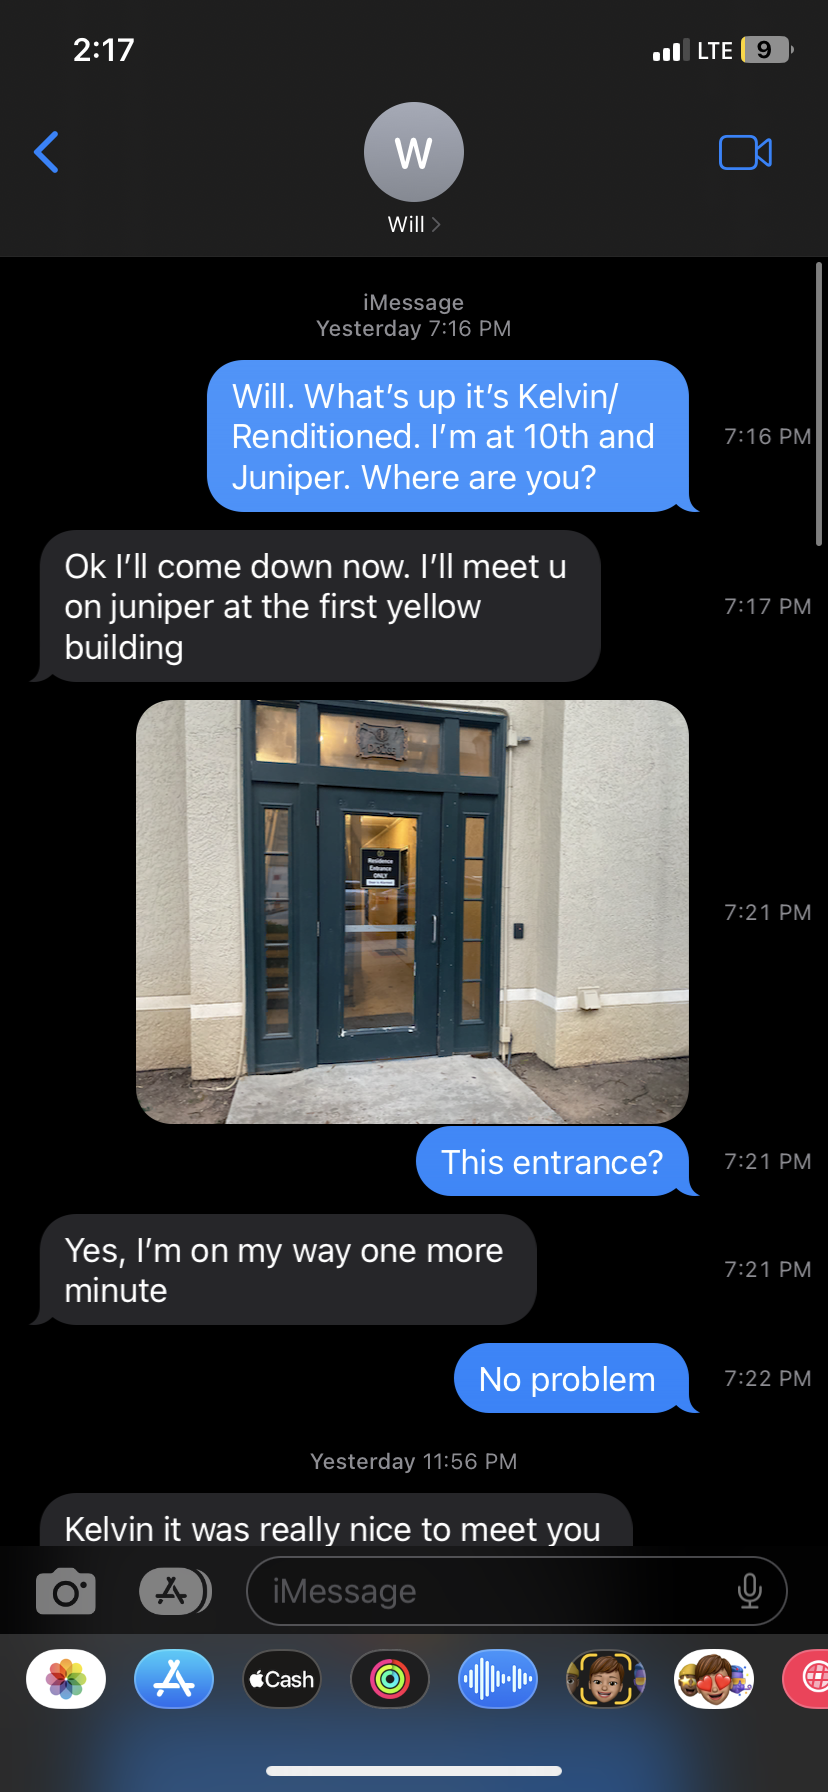 2:17
LTE 9
W
Will
iMessage
Yesterday 7:16 PM
Will. What’s up it’s Kelvin/
Renditioned. I’m at 10th and
Juniper. Where are you?
7:16 PM
Ok I’ll come down now. I’ll meet u
on juniper at the first yellow
building
7:17 PM
Residence
Entrance
ONLY
7:21 PM
This entrance?
7:21 PM
Yes, I’m on my way one more
minute
7:21 PM
No problem
7:22 PM
Yesterday 11:56 PM
Kelvin it was really nice to meet you
iMessage
Cash